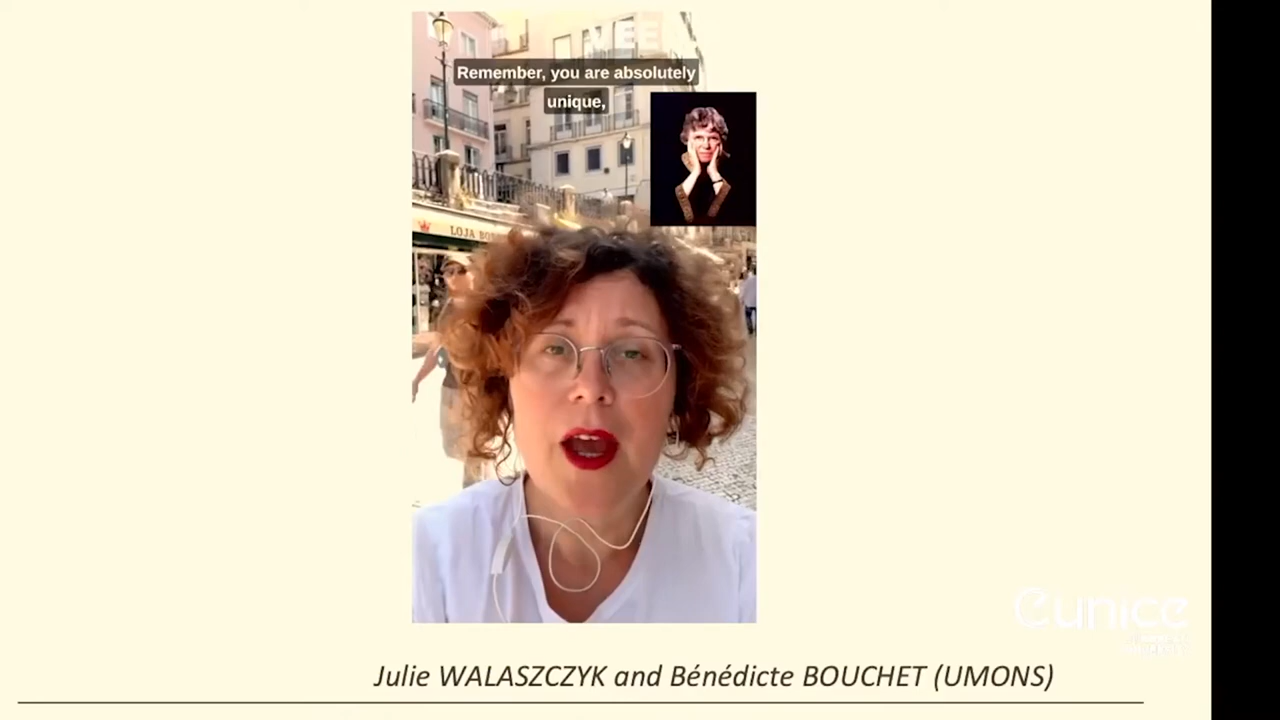 Remember, you are absolutely
unique,
LOJA
eunice
Julie WALASZCZYK and Bénédicte BOUCHET (UMONS)